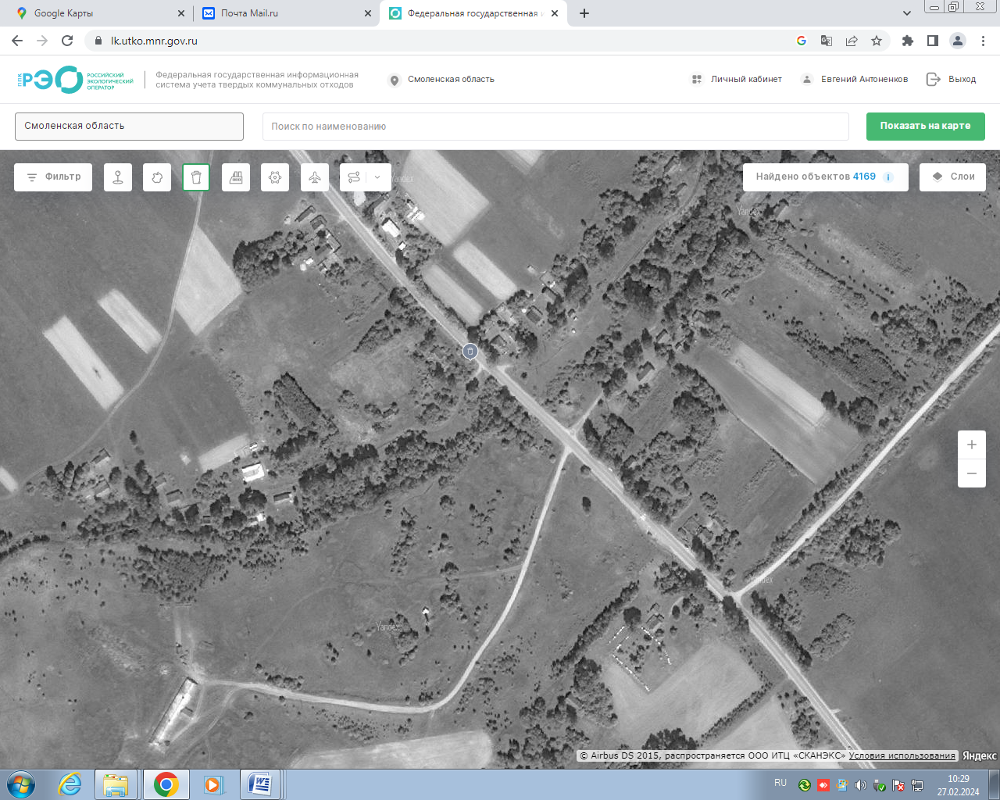 Google Карты
Почта Mail.ru
Федеральная государственная и
lk.utko.mnr.gov.ru
ППК РЭО РОССИЙСКИЙ
ЭКОЛОГИЧЕСКИЙ
ОПЕРАТОР
Федеральная государственная информационная
система учета твердых коммунальных отходов
Смоленская область
Личный кабинет
Евгений Антоненков
Выход
Смоленская область
Поиск по наименованию
Показать на карте
Фильтр
Найдено объектов 4169
Слои
Yandex
Yandex
Yandex
Yandex
© Airbus DS 2015, распространяется ООО ИТЦ «СКАНЭКС» Условия использования
Яндекс
RU
10:29
27.02.2024